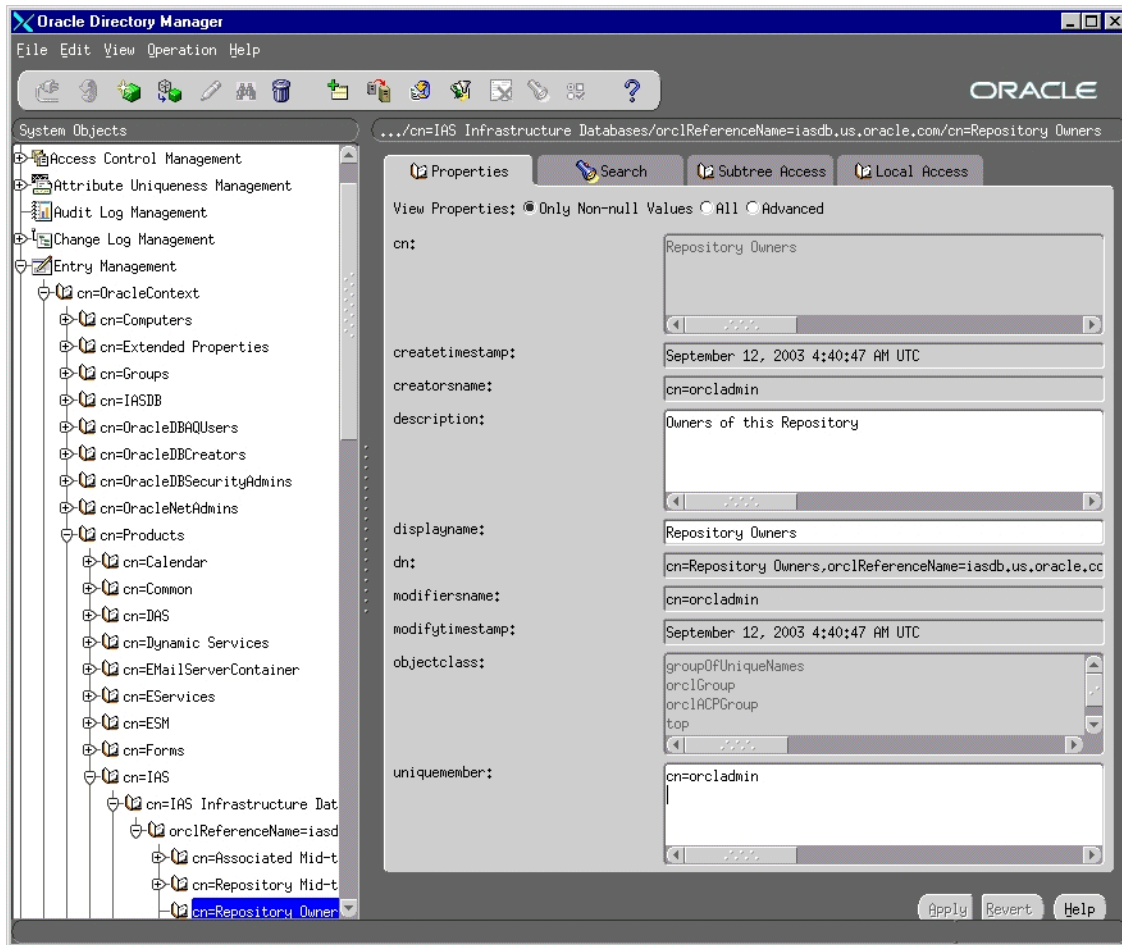 Oracle Directory Manager
File Edit View Operation Help
ORACLE
System Objects
Access Control Management
Attribute Uniqueness Management
Audit Log Management
Change Log Management
Entry Management
cn=OracleContext
cn=Computers
cn=Extended Properties
cn=Groups
cn=IASDB
cn=OracleDBAQUsers
cn=OracleDBCreators
cn=OracleDBSecurityAdmins
cn=OracleNetAdmins
cn=Products
cn=Calendar
cn=Common
cn=DAS
cn=Dynamic Services
cn=EMailServerContainer
cn=EServices
cn=ESM
cn=Forms
cn=IAS
cn=IAS Infrastructure Dat
orclReferenceName=iasd
cn=Associated Mid-t
cn=Repository Mid-t
cn=Repository Owner
.../cn=IAS Infrastructure Databases/orclReferenceName=iasdb.us.oracle.com/cn=Repository Owners
Properties Search Subtree Access Local Access
View Properties: Only Non-null Values All Advanced
cn: Repository Owners
createtimestamp: September 12, 2003 4:40:47 AM UTC
creatorsname: cn=orcladmin
description: Owners of this Repository
displayname: Repository Owners
dn: cn=Repository Owners,orclReferenceName=iasdb.us.oracle.cc
modifiersname: cn=orcladmin
modifytimestamp: September 12, 2003 4:40:47 AM UTC
objectclass: groupOfUniqueNames
orclGroup
orclACPGroup
top
uniquemember: cn=orcladmin
Apply Revert Help